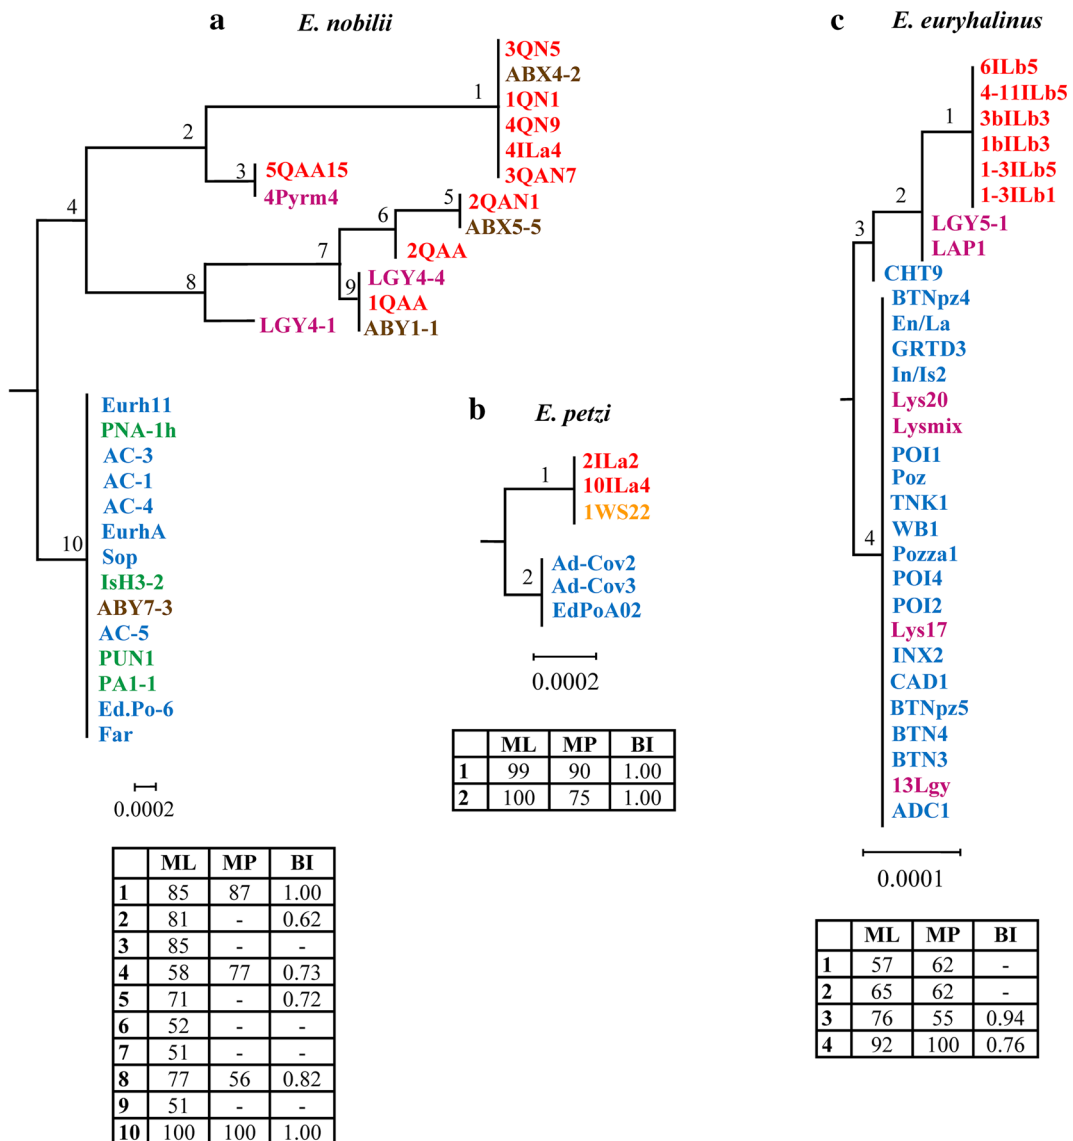 a E. nobilii
3QN5
ABX4-2
1
1QN1
4QN9
4ILa4
3QAN7
2
3
5QAA15
4Pyrm4
4
5
2QAN1
ABX5-5
6
2QAA
7
LGY4-4
8
9
1QAA
LGY4-1
ABY1-1
Eurh11
PNA-1h
AC-3
AC-1
AC-4
EurhA
10
Sop
IsH3-2
ABY7-3
AC-5
PUN1
PA1-1
Ed.Po-6
Far
0.0002
ML MP BI
1 85 87 1.00
2 81 - 0.62
3 85 - -
4 58 77 0.73
5 71 - 0.72
6 52 - -
7 51 - -
8 77 56 0.82
9 51 - -
10 100 100 1.00
b E. petzi
2ILa2
1
10ILa4
1WS22
Ad-Cov2
2
Ad-Cov3
EdPoA02
0.0002
ML MP BI
1 99 90 1.00
2 100 75 1.00
c E. euryhalinus
6ILb5
4-11ILb5
1
3bILb3
1bILb3
1-3ILb5
1-3ILb1
2
LGY5-1
3
LAP1
CHT9
BTNpz4
En/La
GRTD3
In/Is2
Lys20
Lysmix
POI1
Poz
TNK1
WB1
4
Pozza1
POI4
POI2
Lys17
INX2
CAD1
BTNpz5
BTN4
BTN3
13Lgy
ADC1
0.0001
ML MP BI
1 57 62 -
2 65 62 -
3 76 55 0.94
4 92 100 0.76